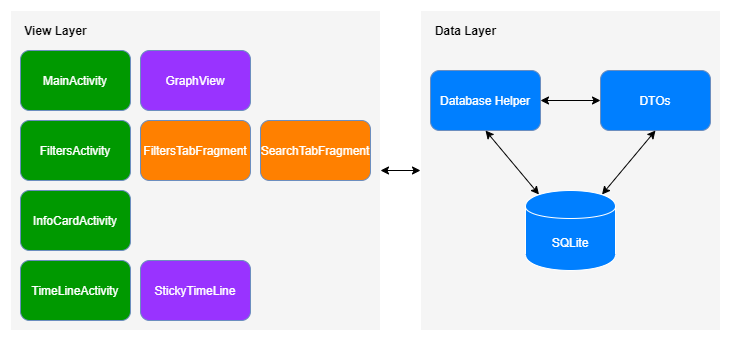 View Layer
MainActivity
GraphView
FiltersActivity
FiltersTabFragment
SearchTabFragment
InfoCardActivity
TimeLineActivity
StickyTimeLine
Data Layer
Database Helper
DTOs
SQLite